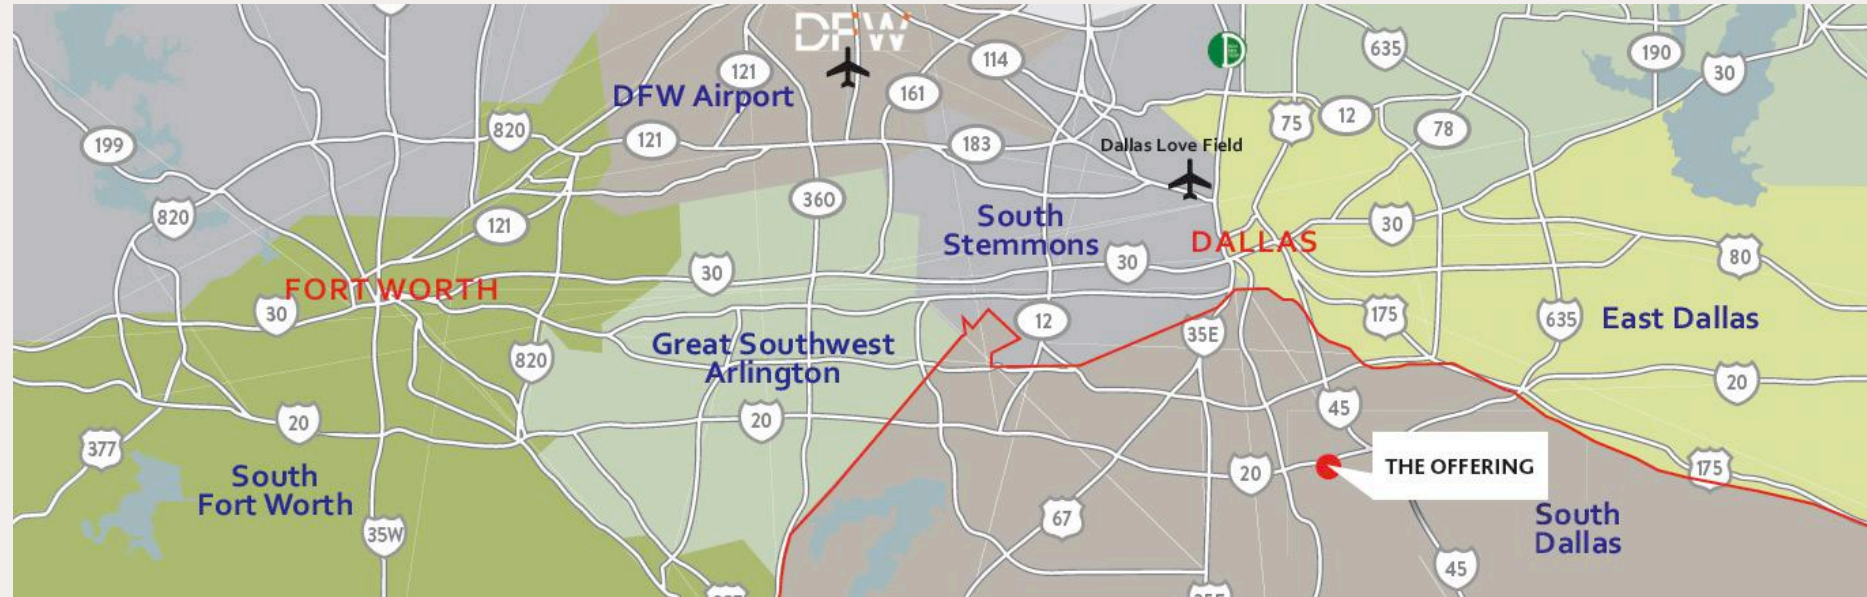 DFW
114
635
190
30
121
DFW Airport
161
75
12
78
820
121
183
Dallas Love Field
199
820
121
360
South
Stemmons
30
DALLAS
30
80
30
FORT WORTH
30
12
35E
175
635
East Dallas
820
Great Southwest
Arlington
20
377
20
20
45
20
THE OFFERING
175
South
Fort Worth
35W
67
South
Dallas
45